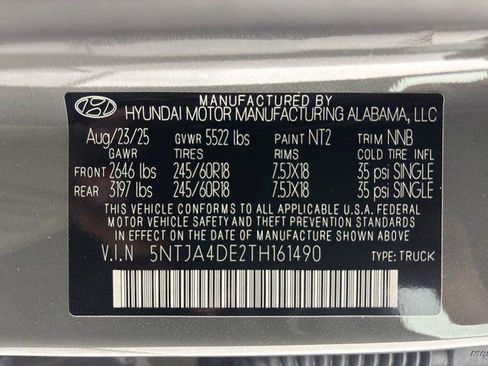 MANUFACTURED BY
HYUNDAI MOTOR MANUFACTURING ALABAMA, LLC
Aug/23/25 GVWR 5522 lbs PAINT NT2 TRIM NNB
GAWR TIRES RIMS COLD TIRE INFL
FRONT 2646 lbs 245/60R18 7.5JX18 35 psi SINGLE
REAR 3197 lbs 245/60R18 7.5JX18 35 psi SINGLE
THIS VEHICLE CONFORMS TO ALL APPLICABLE U.S.A. FEDERAL
MOTOR VEHICLE SAFETY AND THEFT PREVENTION STANDARDS
IN EFFECT ON THE DATE OF MANUFACTURE SHOWN ABOVE
V.I.N 5NTJA4DE2TH161490 TYPE: TRUCK